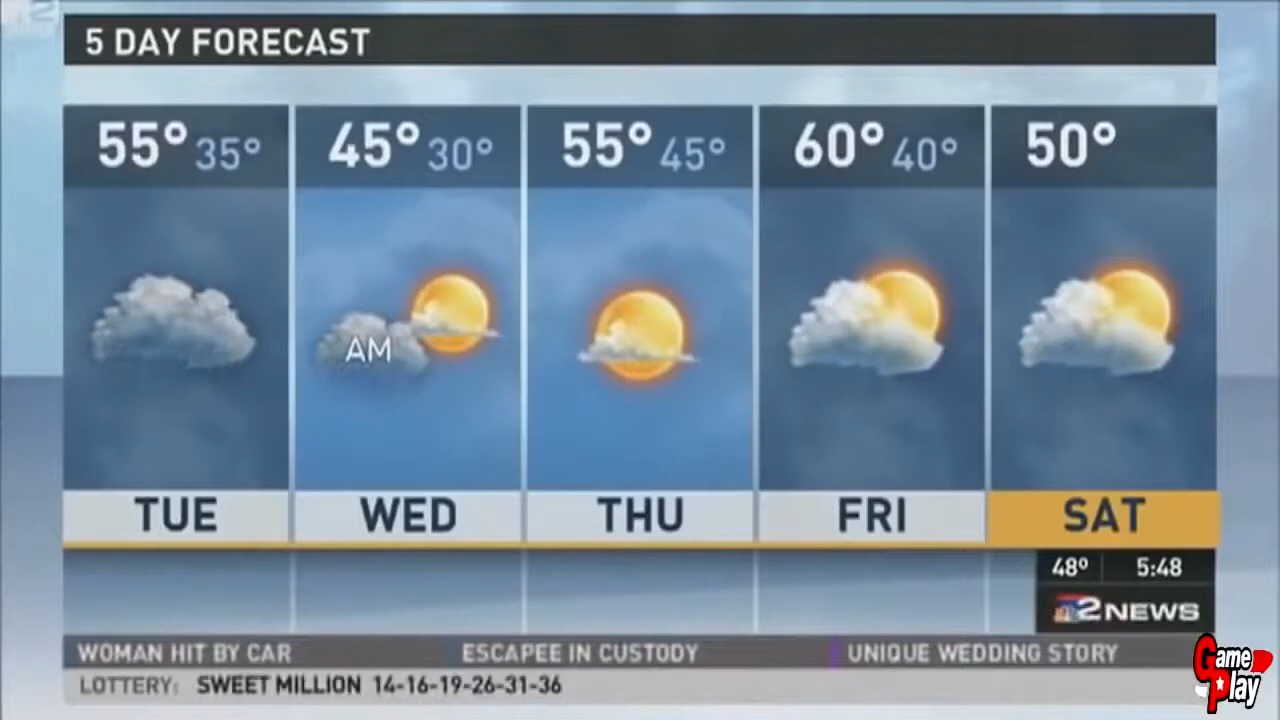 5 DAY FORECAST
55° 35° 45° 30° 55° 45° 60° 40° 50°
AM
TUE WED THU FRI SAT
48° 5:48
2 NEWS
WOMAN HIT BY CAR ESCAPEE IN CUSTODY UNIQUE WEDDING STORY
LOTTERY: SWEET MILLION 14-16-19-26-31-36
Game
Play